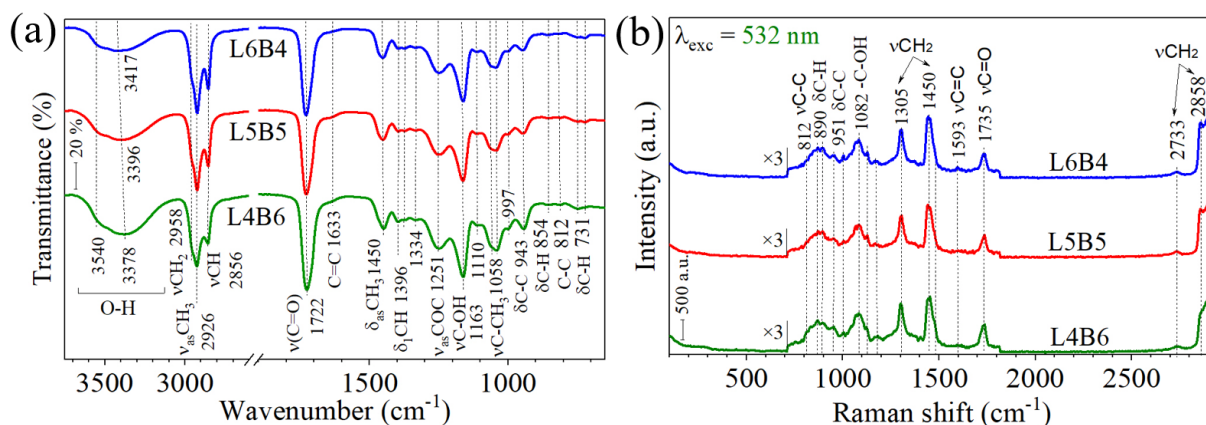 (a)
L6B4
3417
L5B5
3396
L4B6
20 %
3540
3378
O-H
νCH, 2958
νasCH3
2926
νCH
2856
ν(C=O)
1722
C=C 1633
δasCH3 1450
δ1CH 1396
1334
νasCOC 1251
νC-OH
1163
1110
νC-CH3 1058
997
δC-C 943
δC-H 854
C-C 812
δC-H 731
Transmittance (%)
3750
3000
1500
1000
Wavenumber (cm-1)
(b)
λexc = 532 nm
812 νC-C
890 δC-H
951 δC-C
1082 -C-OH
νCH2
1305
1450
1593 νC=C
1735 νC=O
νCH2
2733
2858
×3
L6B4
×3
L5B5
×3
L4B6
500 a.u.
Intensity (a.u.)
500
1000
1500
2000
2500
Raman shift (cm-1)